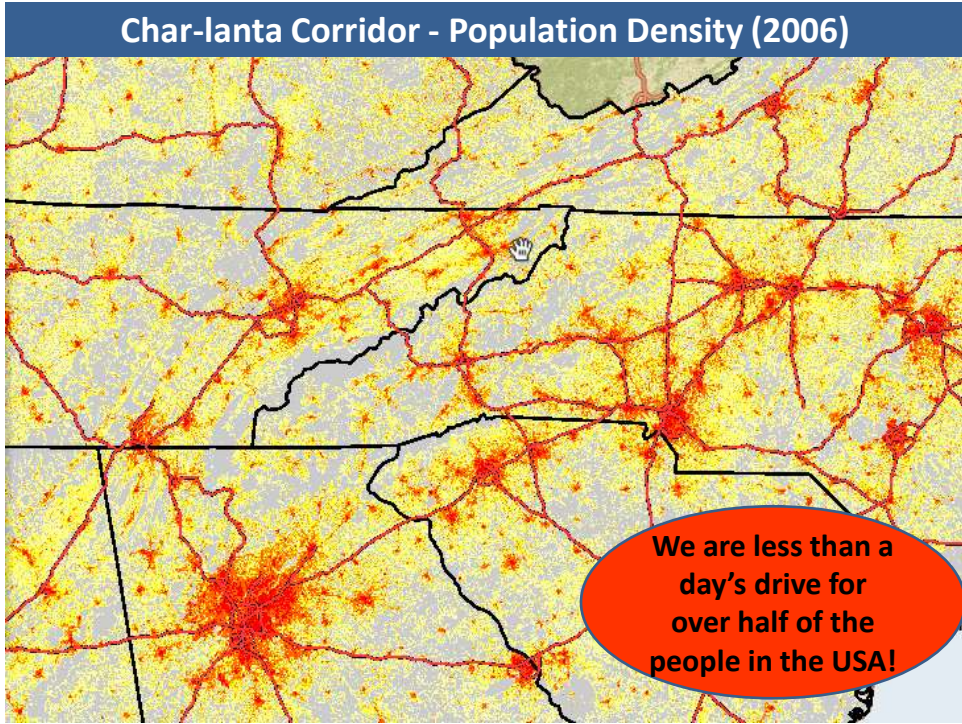 Char-lanta Corridor - Population Density (2006)
We are less than a
day’s drive for
over half of the
people in the USA!